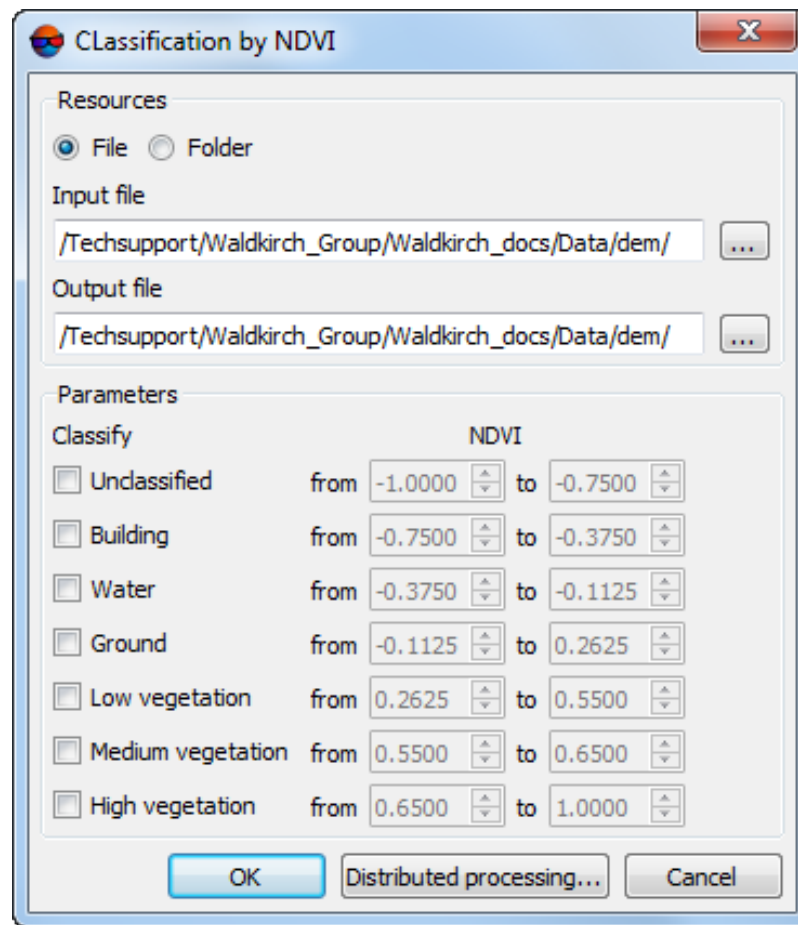 CLassification by NDVI
Resources
File Folder
Input file
/Techsupport/Waldkirch_Group/Waldkirch_docs/Data/dem/ ...
Output file
/Techsupport/Waldkirch_Group/Waldkirch_docs/Data/dem/ ...
Parameters
Classify NDVI
Unclassified from -1.0000 to -0.7500
Building from -0.7500 to -0.3750
Water from -0.3750 to -0.1125
Ground from -0.1125 to 0.2625
Low vegetation from 0.2625 to 0.5500
Medium vegetation from 0.5500 to 0.6500
High vegetation from 0.6500 to 1.0000
OK Distributed processing... Cancel